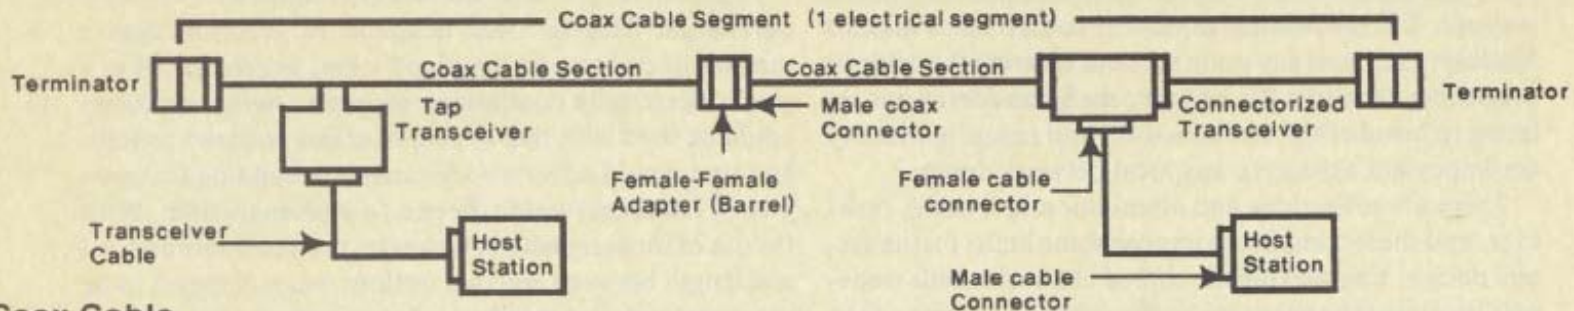 Coax Cable Segment (1 electrical segment)
Terminator
Coax Cable Section
Coax Cable Section
Terminator
Tap
Transceiver
Male coax
Connector
Connectorized
Transceiver
Female-Female
Adapter (Barrel)
Female cable
connector
Transceiver
Cable
Host
Station
Host
Station
Male cable
Connector
Coax Cable